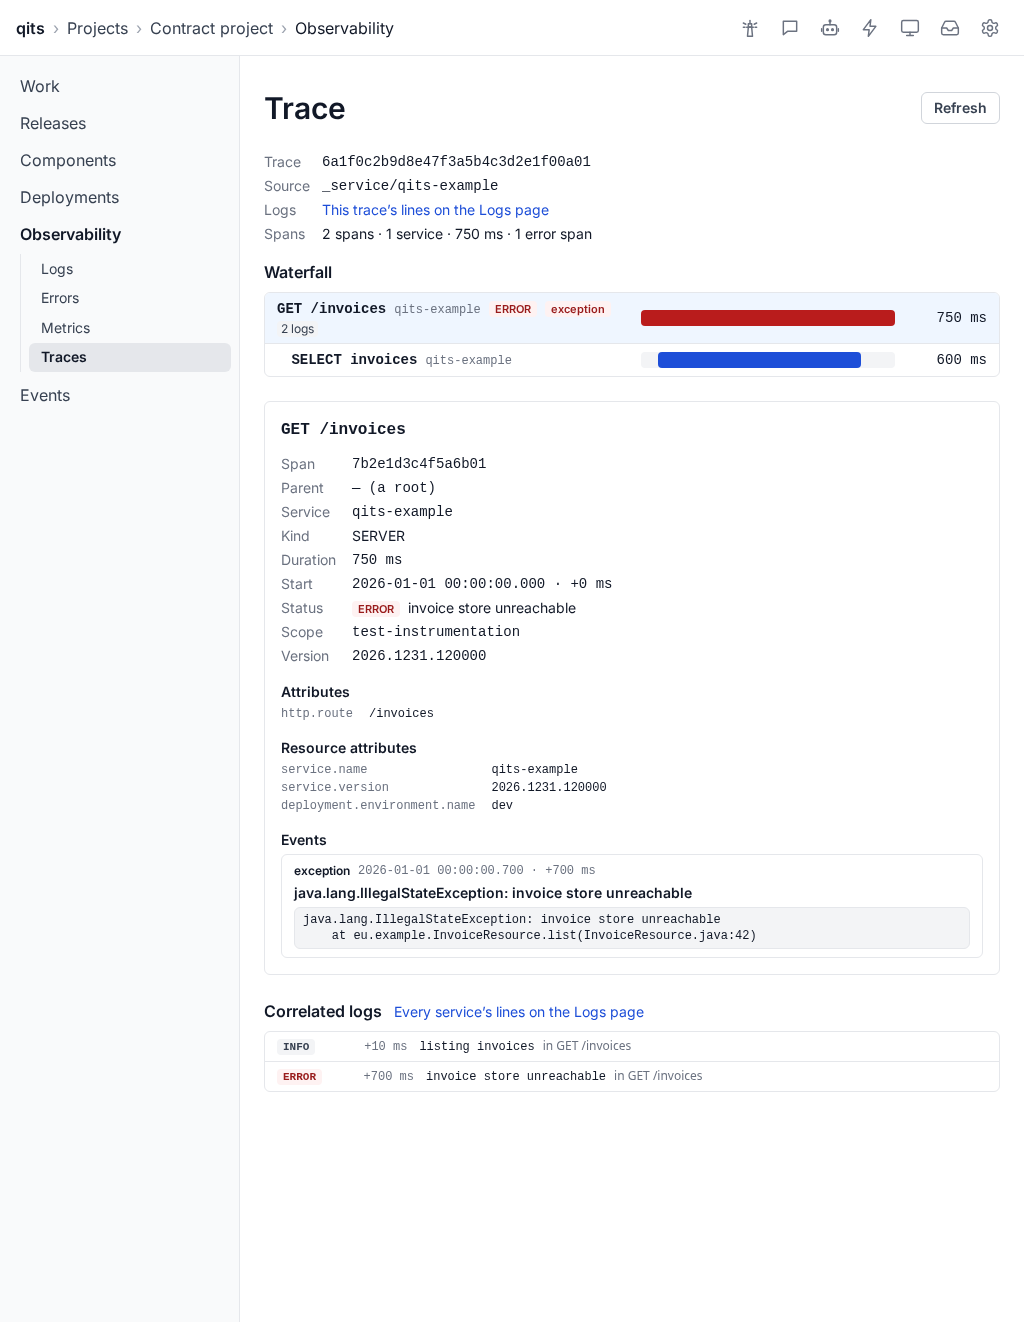 qits › Projects › Contract project › Observability
Work
Releases
Components
Deployments
Observability
Logs
Errors
Metrics
Traces
Events
Trace
Refresh
Trace 6a1f0c2b9d8e47f3a5b4c3d2e1f00a01
Source _service/qits-example
Logs This trace’s lines on the Logs page
Spans 2 spans · 1 service · 750 ms · 1 error span
Waterfall
GET /invoices qits-example ERROR exception 750 ms
2 logs
SELECT invoices qits-example 600 ms
GET /invoices
Span 7b2e1d3c4f5a6b01
Parent — (a root)
Service qits-example
Kind SERVER
Duration 750 ms
Start 2026-01-01 00:00:00.000 · +0 ms
Status ERROR invoice store unreachable
Scope test-instrumentation
Version 2026.1231.120000
Attributes
http.route /invoices
Resource attributes
service.name qits-example
service.version 2026.1231.120000
deployment.environment.name dev
Events
exception 2026-01-01 00:00:00.700 · +700 ms
java.lang.IllegalStateException: invoice store unreachable
java.lang.IllegalStateException: invoice store unreachable
at eu.example.InvoiceResource.list(InvoiceResource.java:42)
Correlated logs Every service’s lines on the Logs page
INFO +10 ms listing invoices in GET /invoices
ERROR +700 ms invoice store unreachable in GET /invoices